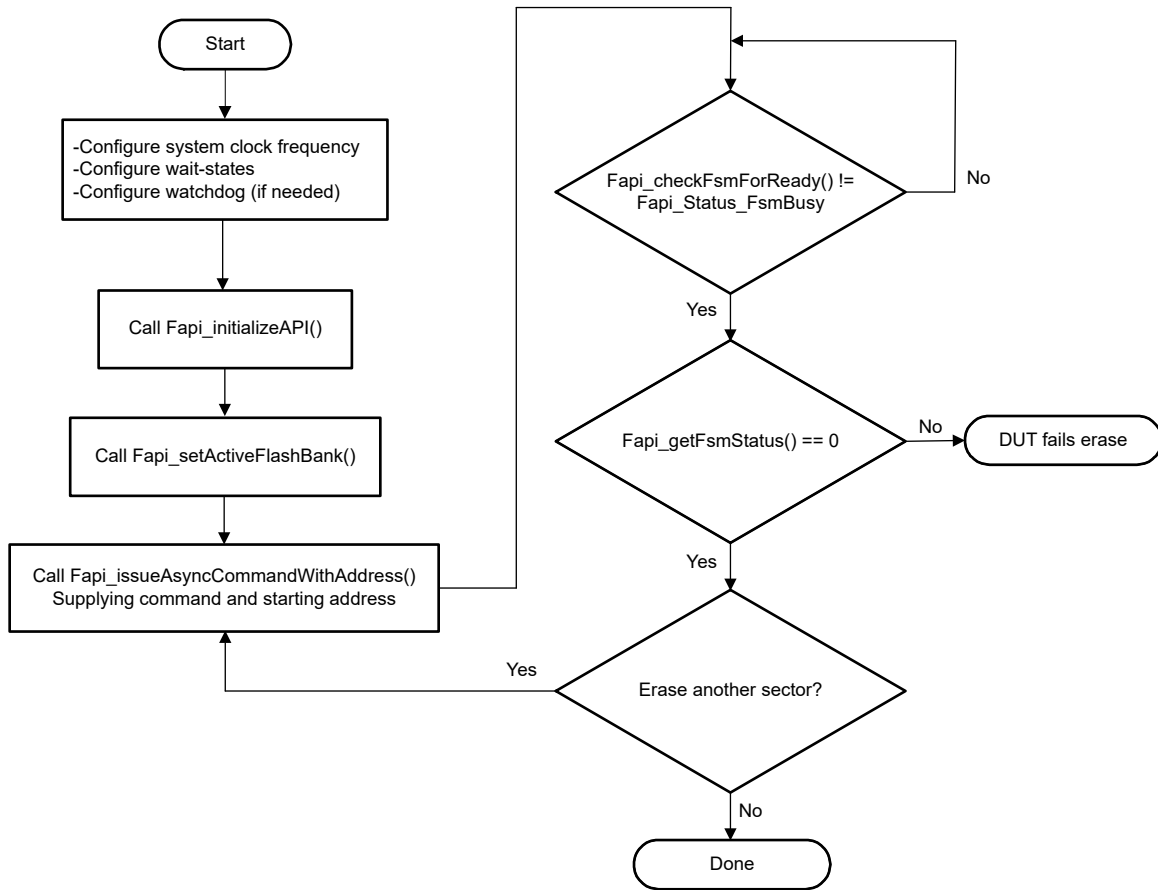 Start
-Configure system clock frequency
-Configure wait-states
-Configure watchdog (if needed)
Call Fapi_initializeAPI()
Call Fapi_setActiveFlashBank()
Call Fapi_issueAsyncCommandWithAddress()
Supplying command and starting address
Fapi_checkFsmForReady() !=
Fapi_Status_FsmBusy
No
Yes
Fapi_getFsmStatus() == 0
No
DUT fails erase
Yes
Erase another sector?
Yes
No
Done